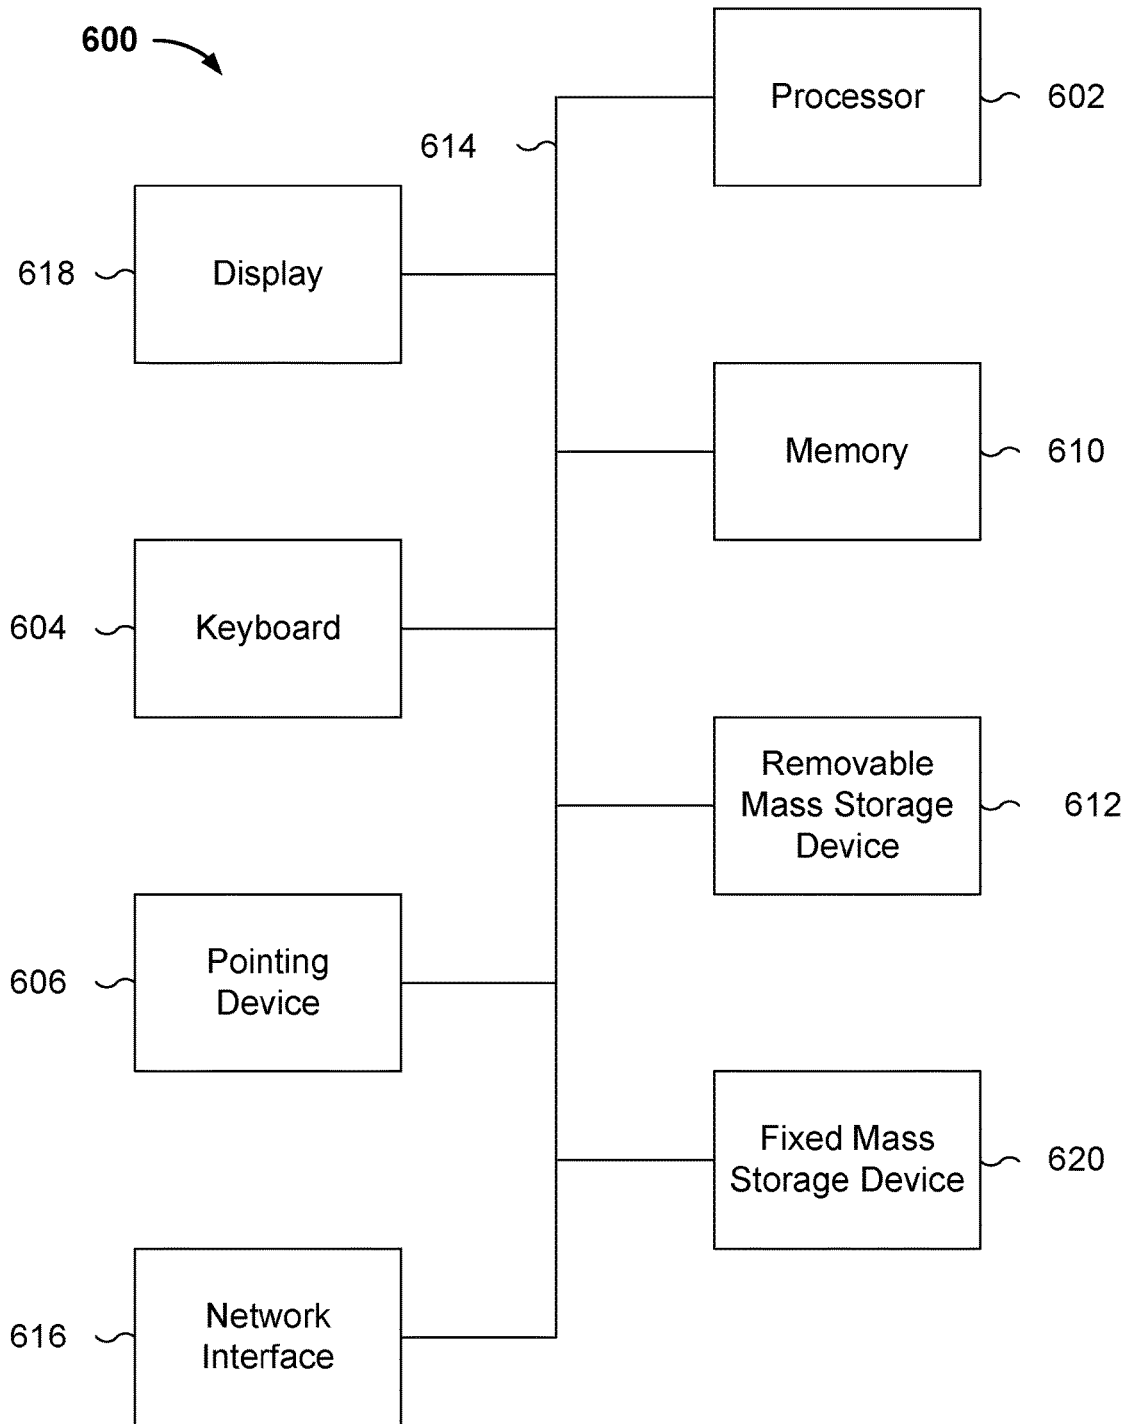 600
Processor
602
614
618
Display
Memory
610
604
Keyboard
Removable
Mass Storage
Device
612
606
Pointing
Device
Fixed Mass
Storage Device
620
616
Network
Interface